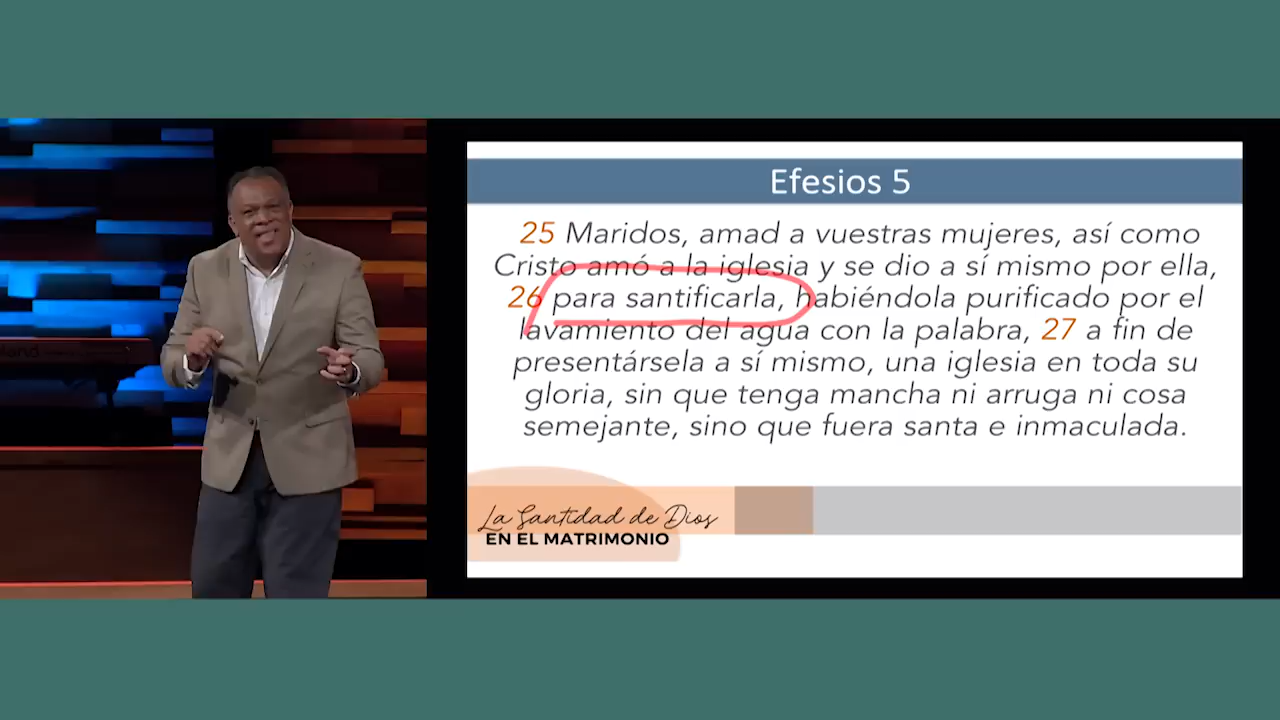 Efesios 5
25 Maridos, amad a vuestras mujeres, así como
Cristo amó a la iglesia y se dio a sí mismo por ella,
26 para santificarla, habiéndola purificado por el
lavamiento del agua con la palabra, 27 a fin de
presentársela a sí mismo, una iglesia en toda su
gloria, sin que tenga mancha ni arruga ni cosa
semejante, sino que fuera santa e inmaculada.
La Santidad de Dios
EN EL MATRIMONIO